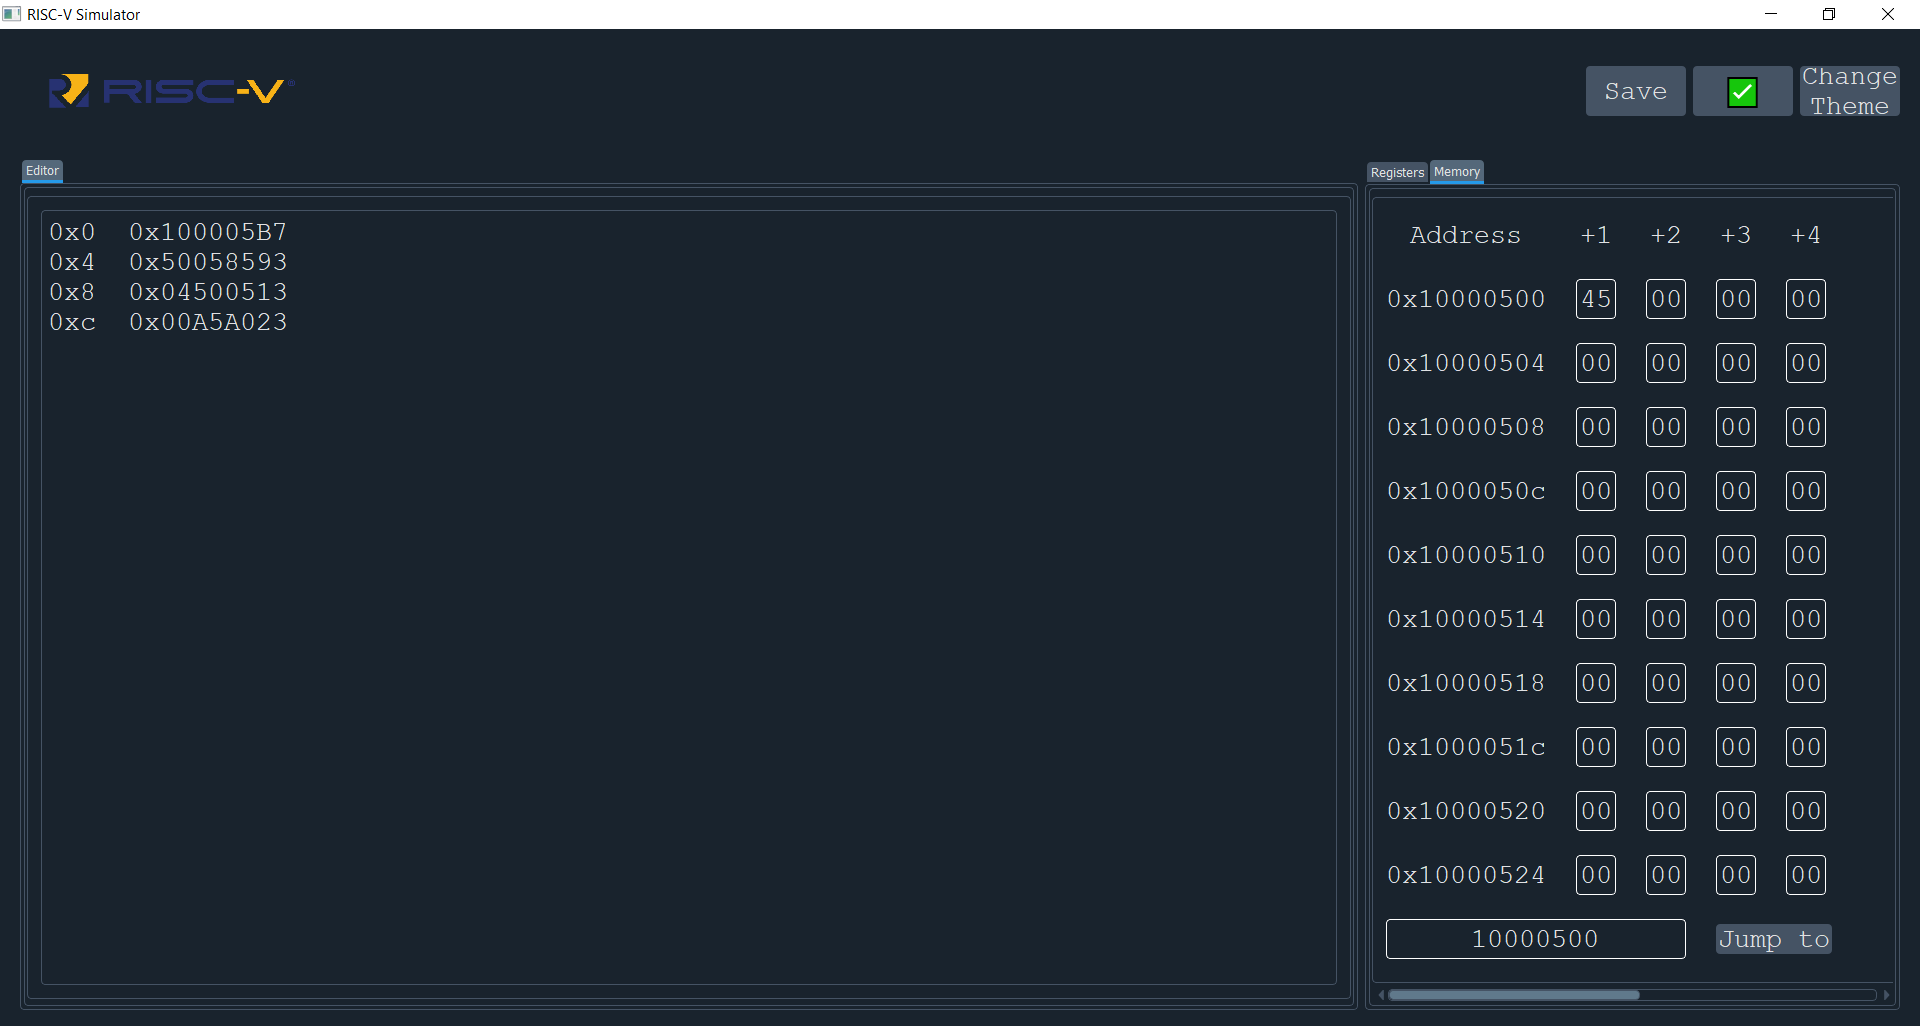 RISC-V Simulator
RISC-V®
Save
Change
Theme
Editor
0x0 0x100005B7
0x4 0x50058593
0x8 0x04500513
0xc 0x00A5A023
Registers Memory
Address +1 +2 +3 +4
0x10000500 45 00 00 00
0x10000504 00 00 00 00
0x10000508 00 00 00 00
0x1000050c 00 00 00 00
0x10000510 00 00 00 00
0x10000514 00 00 00 00
0x10000518 00 00 00 00
0x1000051c 00 00 00 00
0x10000520 00 00 00 00
0x10000524 00 00 00 00
10000500 Jump to